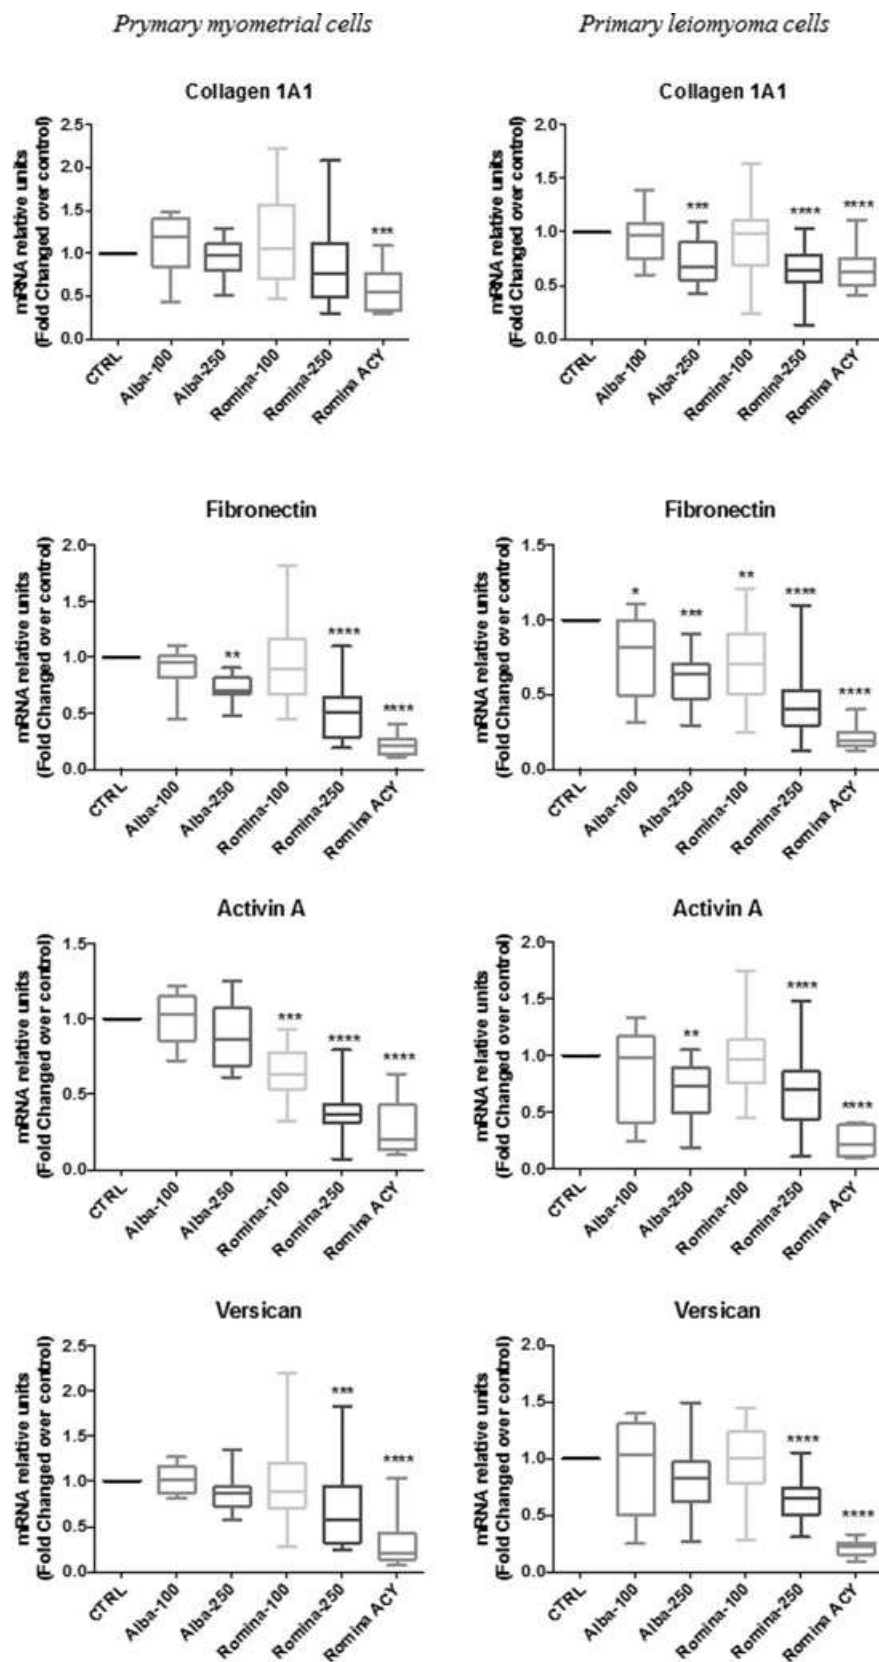 Prymary myometrial cells
Primary leiomyoma cells
Collagen 1A1
mRNA relative units
(Fold Changed over control)
2.5
2.0
1.5
1.0
0.5
0.0
***
CTRL
Alba-100
Alba-250
Romina-100
Romina-250
Romina ACY
Collagen 1A1
mRNA relative units
(Fold Changed over control)
2.0
1.5
1.0
0.5
0.0
***
****
****
CTRL
Alba-100
Alba-250
Romina-100
Romina-250
Romina ACY
Fibronectin
mRNA relative units
(Fold Changed over control)
2.0
1.5
1.0
0.5
0.0
**
****
****
CTRL
Alba-100
Alba-250
Romina-100
Romina-250
Romina ACY
Fibronectin
mRNA relative units
(Fold Changed over control)
1.5
1.0
0.5
0.0
*
***
**
****
****
CTRL
Alba-100
Alba-250
Romina-100
Romina-250
Romina ACY
Activin A
mRNA relative units
(Fold Changed over control)
1.5
1.0
0.5
0.0
***
****
****
CTRL
Alba-100
Alba-250
Romina-100
Romina-250
Romina ACY
Activin A
mRNA relative units
(Fold Changed over control)
2.0
1.5
1.0
0.5
0.0
**
****
****
CTRL
Alba-100
Alba-250
Romina-100
Romina-250
Romina ACY
Versican
mRNA relative units
(Fold Changed over control)
2.5
2.0
1.5
1.0
0.5
0.0
***
****
CTRL
Alba-100
Alba-250
Romina-100
Romina-250
Romina ACY
Versican
mRNA relative units
(Fold Changed over control)
2.0
1.5
1.0
0.5
0.0
****
****
CTRL
Alba-100
Alba-250
Romina-100
Romina-250
Romina ACY